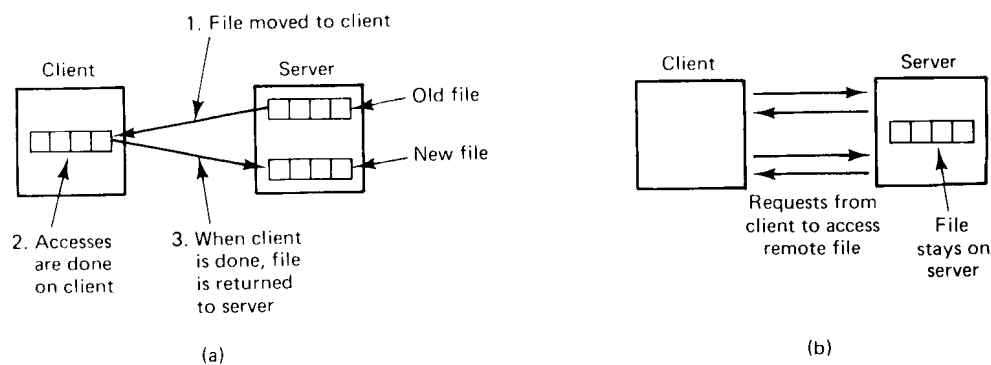 1. File moved to client
Client
Server
Old file
New file
2. Accesses
are done
on client
3. When client
is done, file
is returned
to server
(a)
Client
Server
Requests from
client to access
remote file
File
stays on
server
(b)